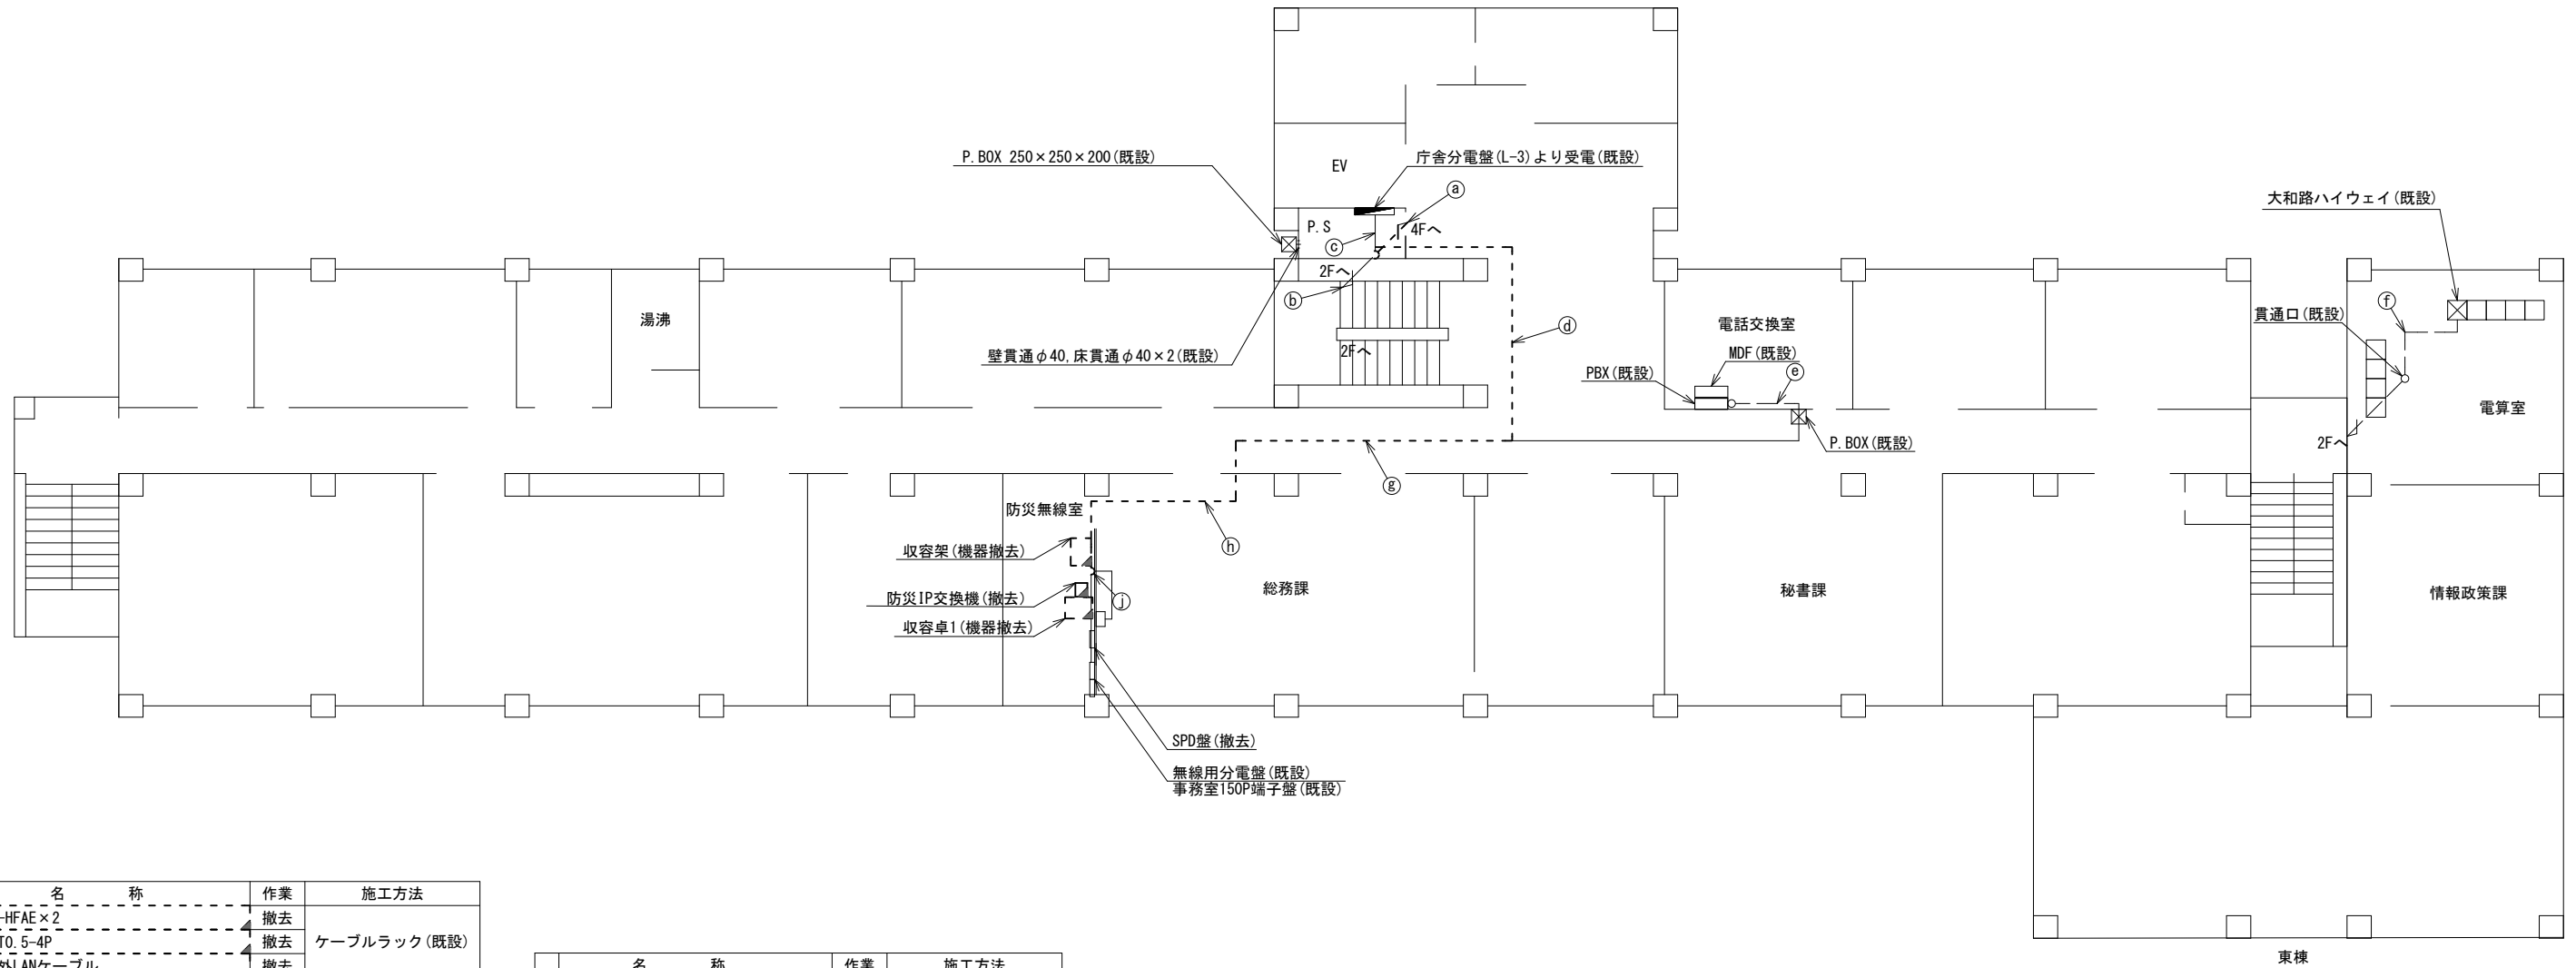 P.BOX 250×250×200(既設)
EV
庁舎分電盤(L-3)より受電(既設)
ⓐ
大和路ハイウェイ(既設)
P.S
ⓒ
4Fへ
2Fへ
ⓑ
湯沸
ⓓ
電話交換室
ⓕ
貫通口(既設)
壁貫通φ40,床貫通φ40×2(既設)
2Fへ
MDF(既設)
PBX(既設)
ⓔ
電算室
P.BOX(既設)
2Fへ
ⓖ
防災無線室
収容架(機器撤去)
ⓗ
総務課
秘書課
情報政策課
防災IP交換機(撤去)
ⓙ
収容卓1(機器撤去)
SPD盤(撤去)
無線用分電盤(既設)
事務室150P端子盤(既設)
名 称 作業 施工方法
-HFAE×2 撤去
T0.5-4P 撤去 ケーブルラック(既設)
外LANケーブル 撤去
名 称 作業 施工方法
東棟